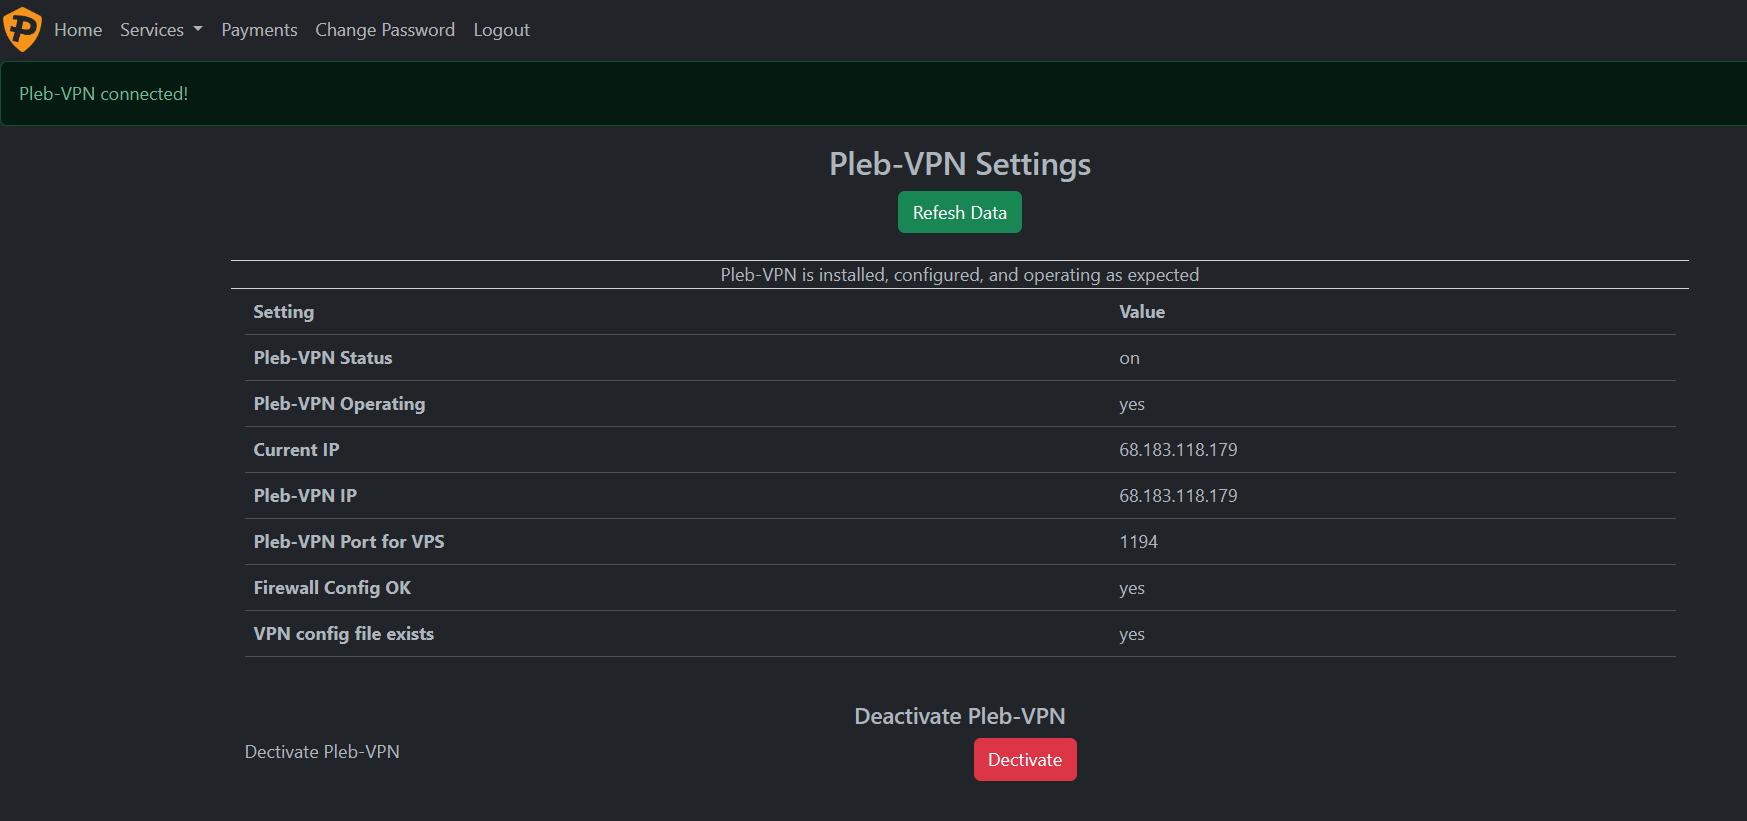 Home Services Payments Change Password Logout
Pleb-VPN connected!
Pleb-VPN Settings
Refesh Data
Pleb-VPN is installed, configured, and operating as expected
Setting Value
Pleb-VPN Status on
Pleb-VPN Operating yes
Current IP 68.183.118.179
Pleb-VPN IP 68.183.118.179
Pleb-VPN Port for VPS 1194
Firewall Config OK yes
VPN config file exists yes
Deactivate Pleb-VPN
Dectivate Pleb-VPN Dectivate